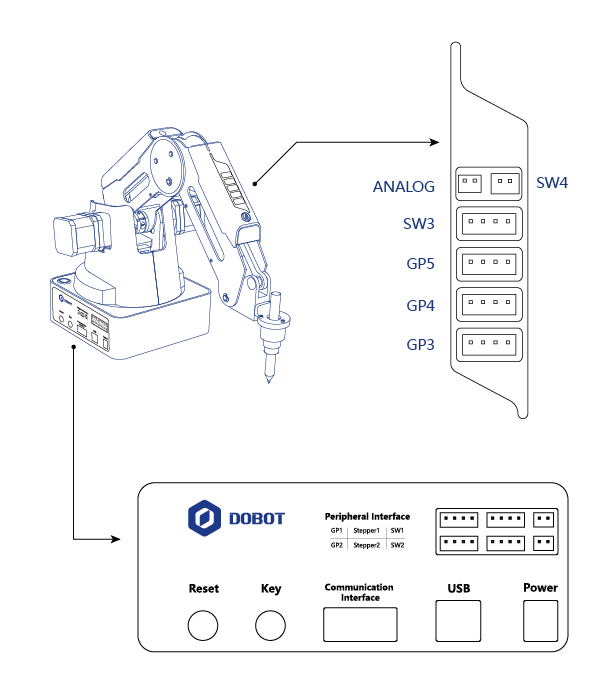 ANALOG
SW4
SW3
GP5
GP4
GP3
DOBOT
Peripheral Interface
GP1 Stepper1 SW1
GP2 Stepper2 SW2
Reset
Key
Communication
Interface
USB
Power